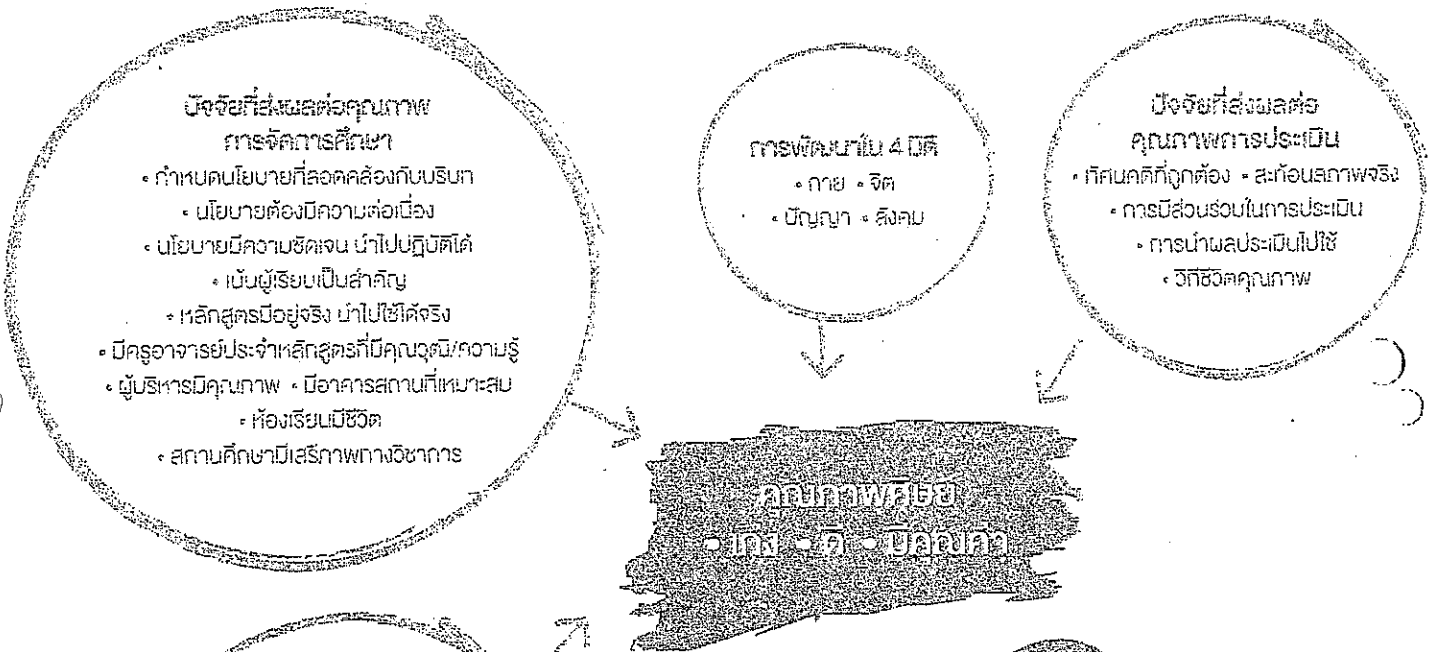 ปัจจัยที่ส่งผลต่อคุณภาพ
การจัดการศึกษา
• กำหนดนโยบายที่สอดคล้องกับบริบท
• นโยบายต้องมีความต่อเนื่อง
• นโยบายมีความชัดเจน นำไปปฏิบัติได้
• เน้นผู้เรียนเป็นสำคัญ
• หลักสูตรมีอยู่จริง นำไปใช้ได้จริง
• มีครูอาจารย์ประจำหลักสูตรที่มีคุณวุฒิ/ความรู้
• ผู้บริหารมีคุณภาพ • มีอาคารสถานที่เหมาะสม
• ห้องเรียนมีชีวิต
• สถานศึกษามีเสรีภาพทางวิชาการ
การพัฒนาใน 4 มิติ
• กาย • จิต
• ปัญญา • สังคม
ปัจจัยที่ส่งผลต่อ
คุณภาพการประเมิน
• ทัศนคติที่ถูกต้อง • สะท้อนสภาพจริง
• การมีส่วนร่วมในการประเมิน
• การนำผลประเมินไปใช้
• วิถีชีวิตคุณภาพ
คุณภาพศิษย์
• เก่ง • ดี • มีคุณค่า